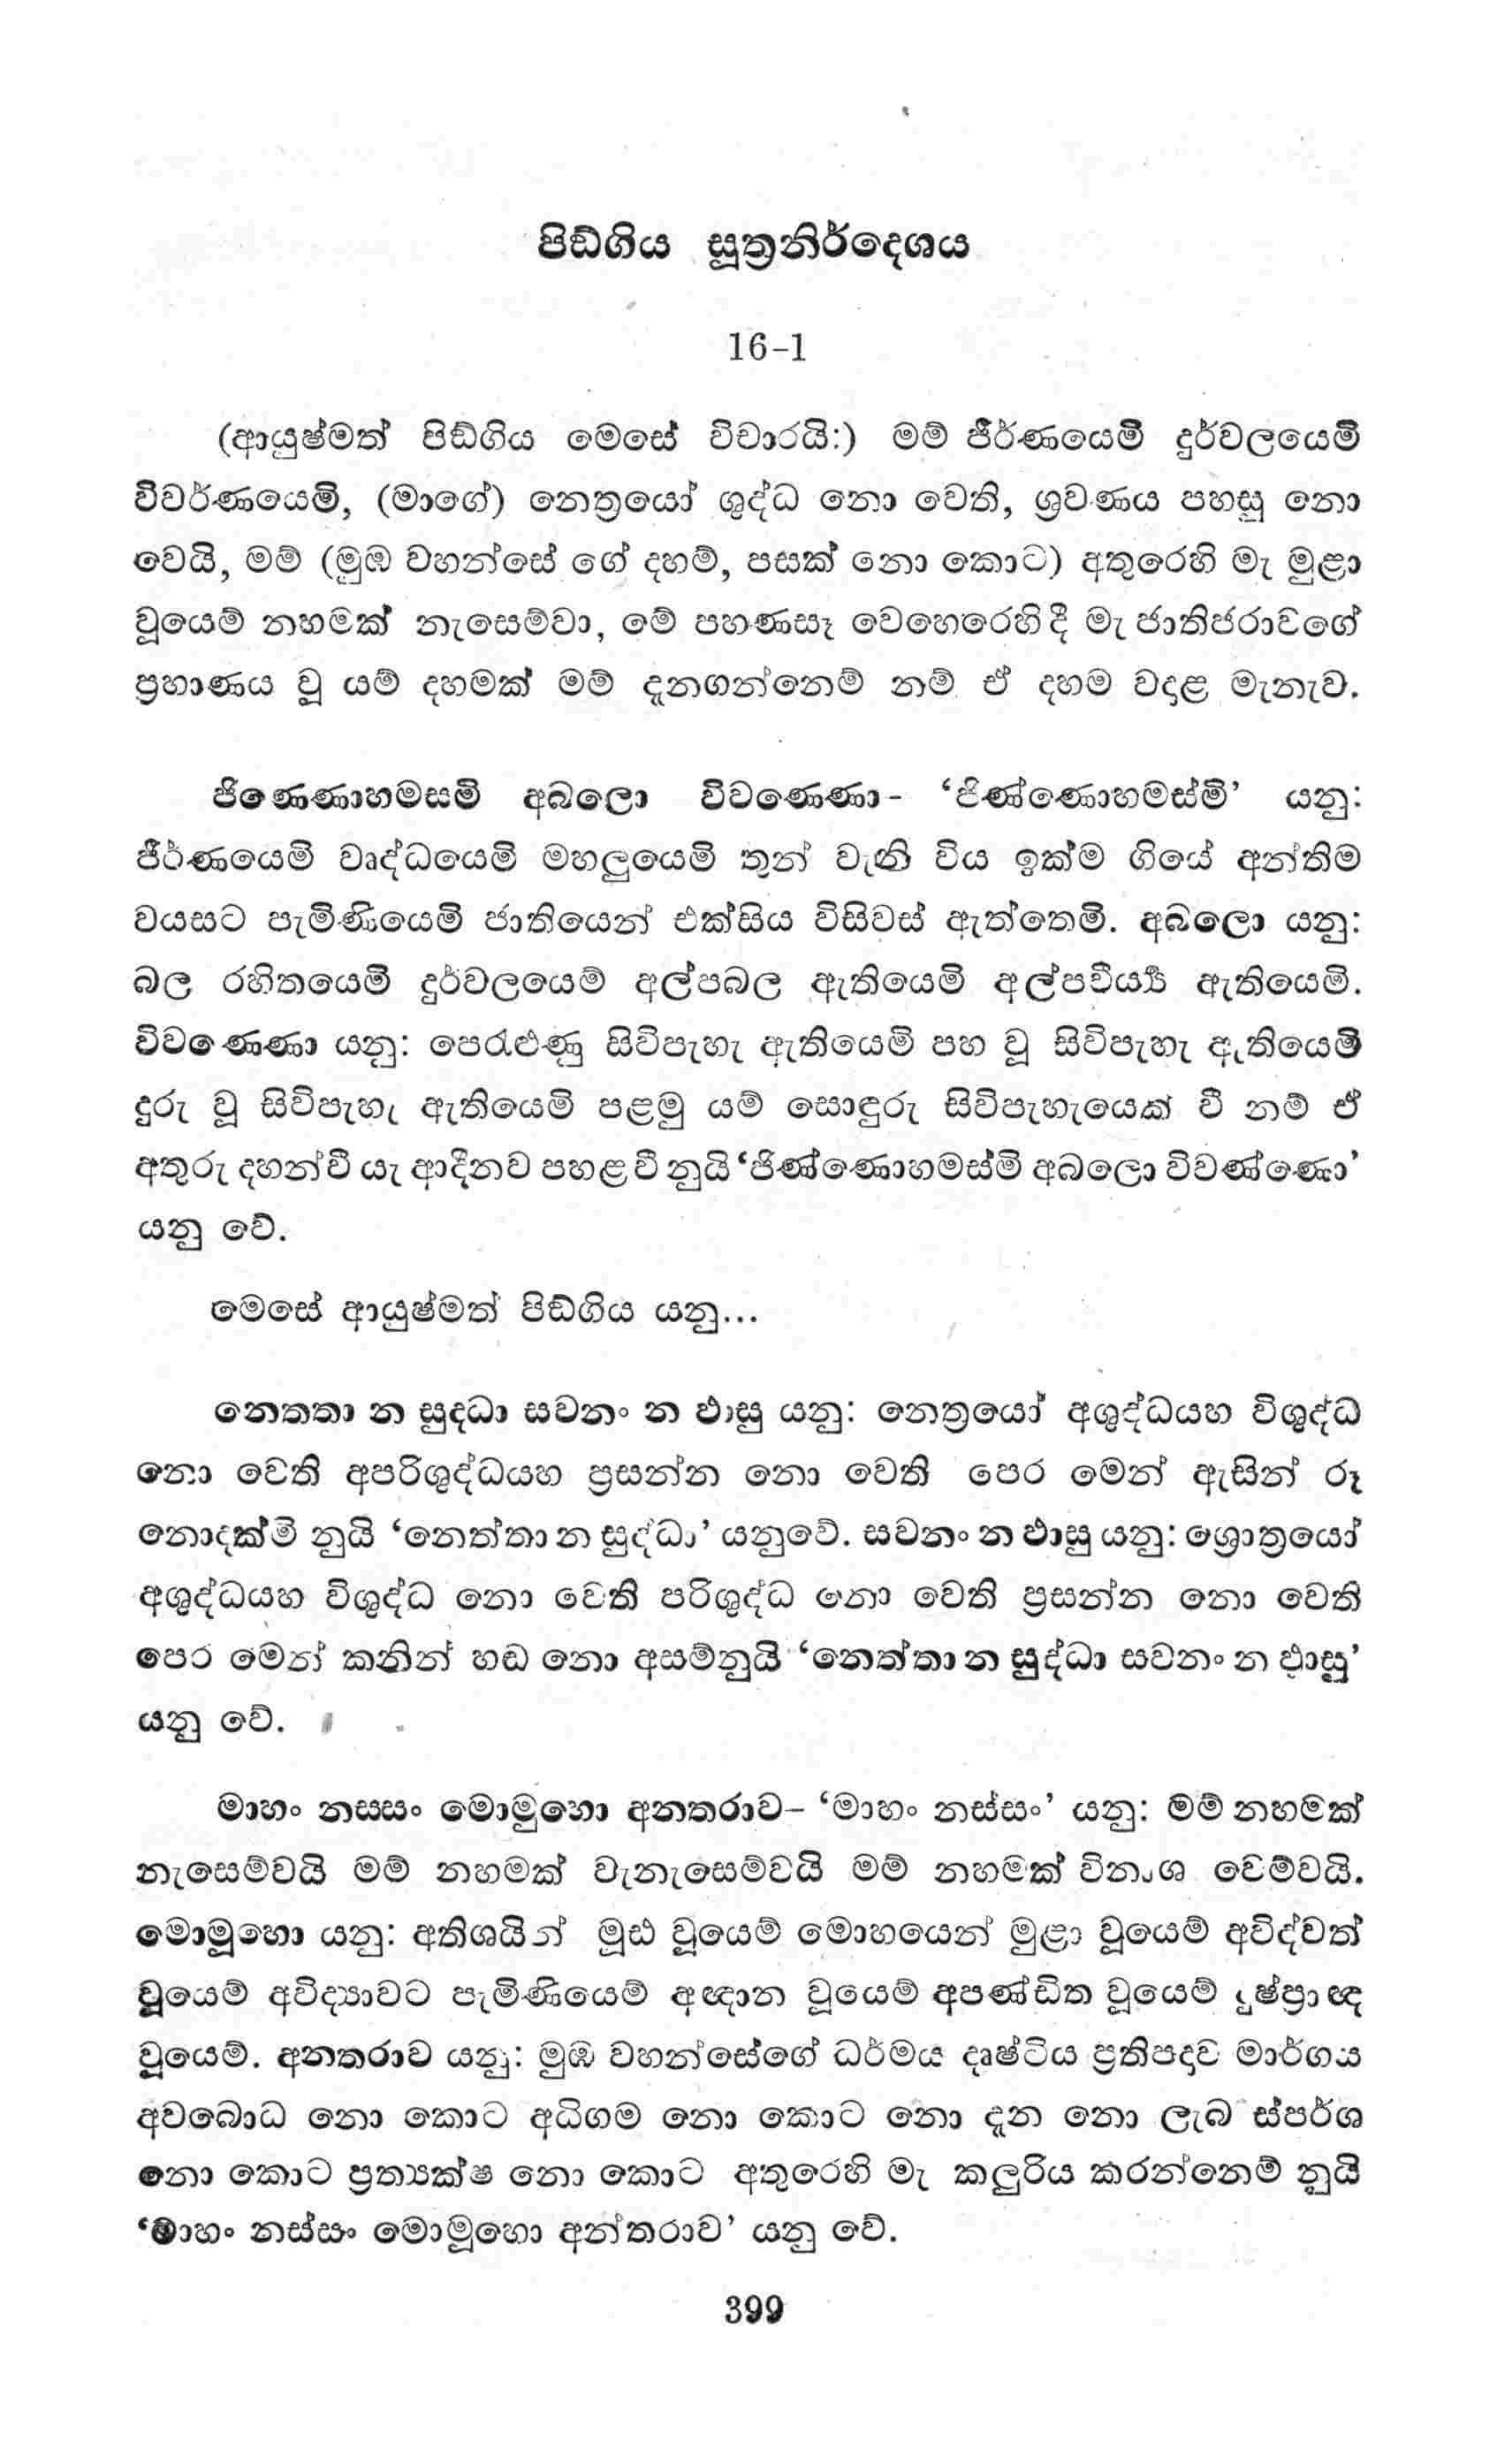 පිඞ්ගිය සූත්‍රනිර්දෙශය
16-1
(ආයුෂ්මත් පිඞ්ගිය මෙසේ විචාරයි:) මම් ජීර්ණයෙමි දුර්වලයෙමි
විවර්ණයෙමි, (මාගේ) නෙත්‍රයෝ ශුද්ධ නො වෙති, ශ්‍රවණය පහසු නො
වෙයි, මම් (මුඹ වහන්සේ ගේ දහම්, පසක් නො කොට) අතුරෙහි මැ මුළා
වූයෙම් නහමක් නැසෙම්වා, මේ පහණසෑ වෙහෙරෙහි දී මැ ජාතිජරාවගේ
ප්‍රහාණය වූ යම් දහමක් මම් දැනගන්නෙම් නම් ඒ දහම වදාළ මැනැව.
ජිණ‍ෙණාහමසමි අබලො විවණ‍ෙණා- ‘ජිණ්ණොහමස්මි’ යනු:
ජීර්ණයෙමි වෘද්ධයෙමි මහලුයෙමි තුන් වැනි විය ඉක්ම ගියේ අන්තිම
වයසට පැමිණියෙමි ජාතියෙන් එක්සිය විසිවස් ඇත්තෙමි. අබලො යනු:
බල රහිතයෙමි දුර්වලයෙම් අල්පබල ඇතියෙමි අල්පවීර්‍ය්‍ය ඇතියෙමි.
විවණ‍ෙණා යනු: පෙරළුණු සිවිපැහැ ඇතියෙමි පහ වූ සිවිපැහැ ඇතියෙමි
දුරු වූ සිවිපැහැ ඇතියෙමි පළමු යම් සොඳුරු සිවිපැහැයෙක් වී නම් ඒ
අතුරු දහන්වී යැ ආදීනව පහළ වී නුයි ‘ජිණ්ණොහමස්මි අබලො විවණ්ණො’
යනු වේ.
මෙසේ ආයුෂ්මත් පිඞ්ගිය යනු...
නෙතතා න සුදධා සවනං න ඵාසු යනු: නෙත්‍රයෝ අශුද්ධයහ විශුද්ධ
නො වෙති අපරිශුද්ධයහ ප්‍රසන්න නො වෙති පෙර මෙන් ඇසින් රූ
නොදක්මි නුයි ‘නෙත්තා න සුද්ධා’ යනුවේ. සවනං න ඵාසු යනු: ශ්‍රොත්‍රයෝ
අශුද්ධයහ විශුද්ධ නො වෙති පරිශුද්ධ නො වෙති ප්‍රසන්න නො වෙති
පෙර මෙන් කනින් හඬ නො අසම්නුයි ‘නෙත්තා න සුද්ධා සවනං න ඵාසු’
යනු වේ.
මාහං නසසං මොමුහො අනතරාව– ‘මාහං නස්සං’ යනු: මම් නහමක්
නැසෙම්වයි මම් නහමක් වැනැසෙම්වයි මම් නහමක් විනාශ වෙම්වයි.
මොමූහො යනු: අතිශයින් මූඪ වූයෙම් මොහයෙන් මුළා වූයෙම් අවිද්වත්
වූයෙම් අවිද්‍යාවට පැමිණියෙම් අඥාන වූයෙම් අපණ්ඩිත වූයෙම් දුෂ්ප්‍රාඥ
වූයෙම්. අනතරාව යනු: මුඹ වහන්සේගේ ධර්මය දෘෂ්ටිය ප්‍රතිපදාව මාර්ගය
අවබොධ නො කොට අධිගම නො කොට නො දැන නො ලැබ ස්පර්ශ
නො කොට ප්‍රත්‍යක්ෂ නො කොට අතුරෙහි මැ කලුරිය කරන්නෙම් නුයි
‘මාහං නස්සං මොමූහො අන්තරාව’ යනු වේ.
399